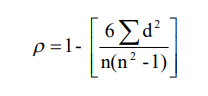 ρ = 1- [ 6∑d² / n(n² -1) ]